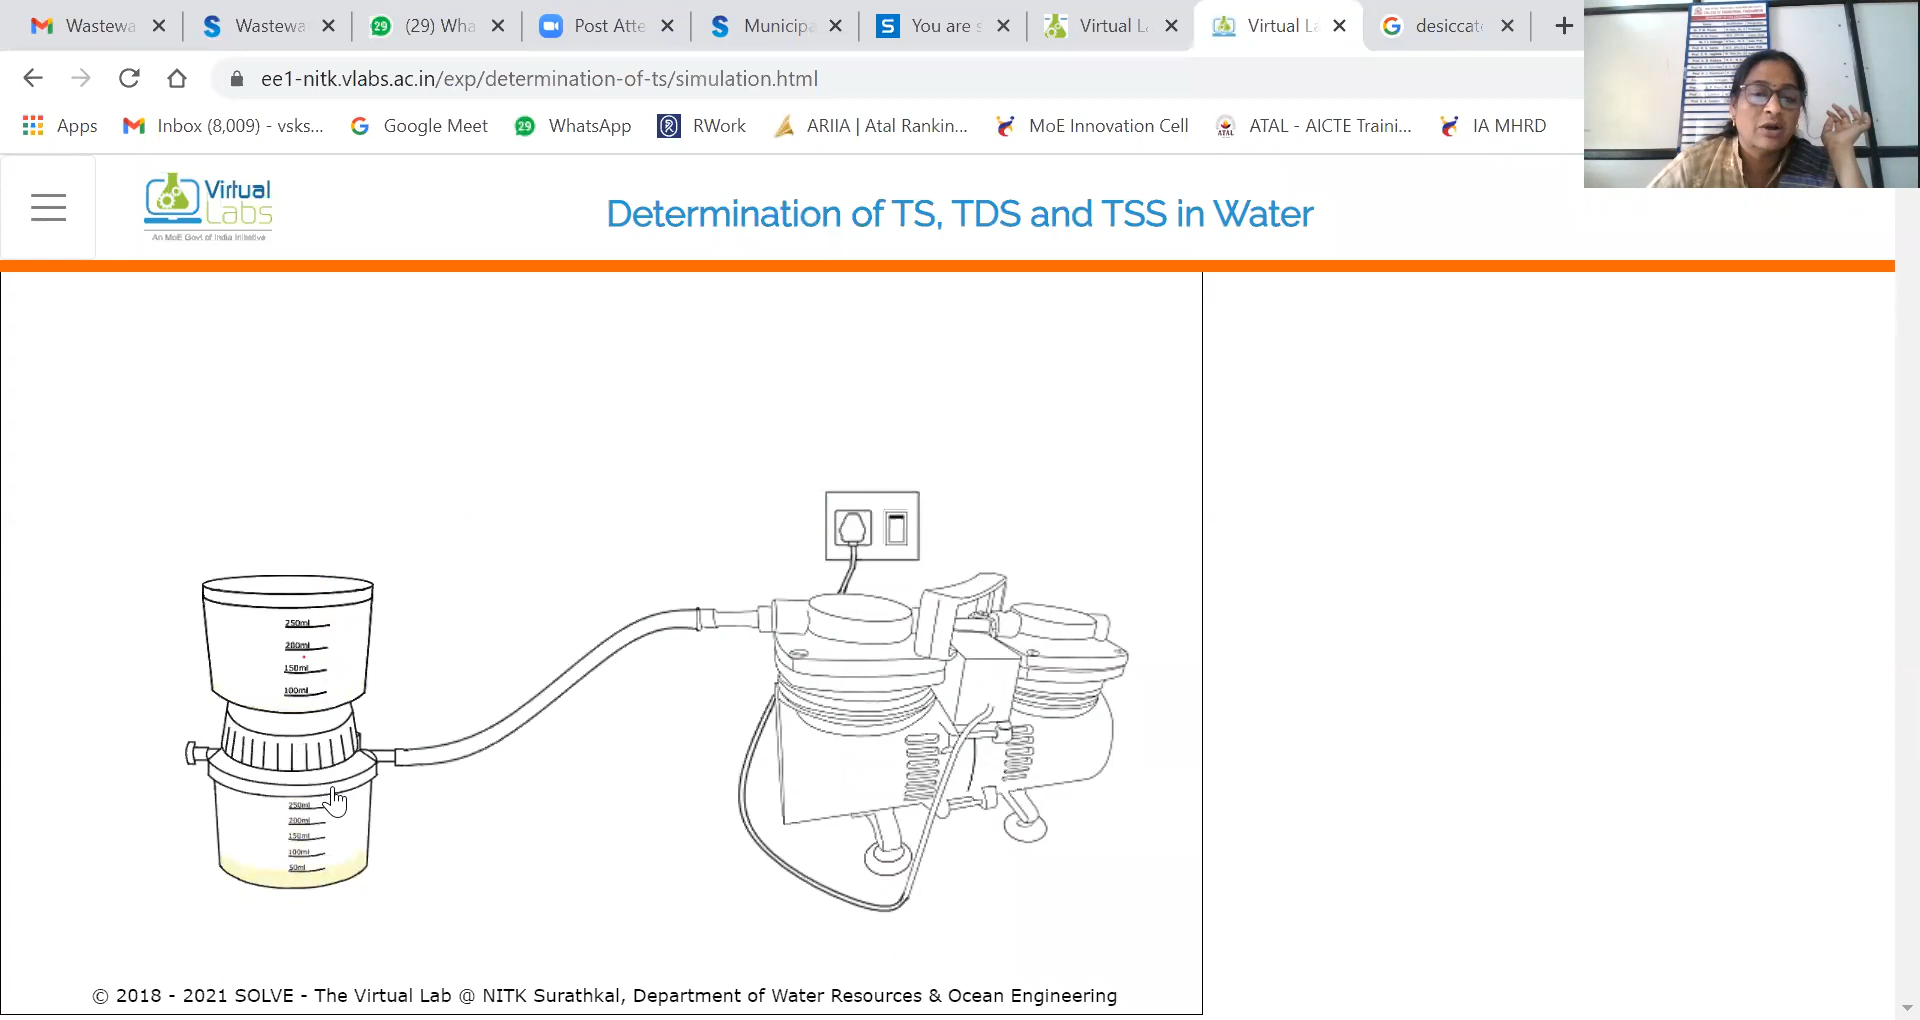 Wastewa
Wastewa
(29) Wha
Post Atte
Municipa
You are s
Virtual L
Virtual La
desiccat
ee1-nitk.vlabs.ac.in/exp/determination-of-ts/simulation.html
Apps
Inbox (8,009) - vsks...
Google Meet
29
WhatsApp
RWork
ARIIA | Atal Rankin...
MoE Innovation Cell
ATAL - AICTE Traini...
IA MHRD
Virtual
Labs
An MoE Govt of India Initiative
Determination of TS, TDS and TSS in Water
250ml
200ml
150ml
100ml
250ml
200ml
150ml
100ml
50ml
© 2018 - 2021 SOLVE - The Virtual Lab @ NITK Surathkal, Department of Water Resources & Ocean Engineering